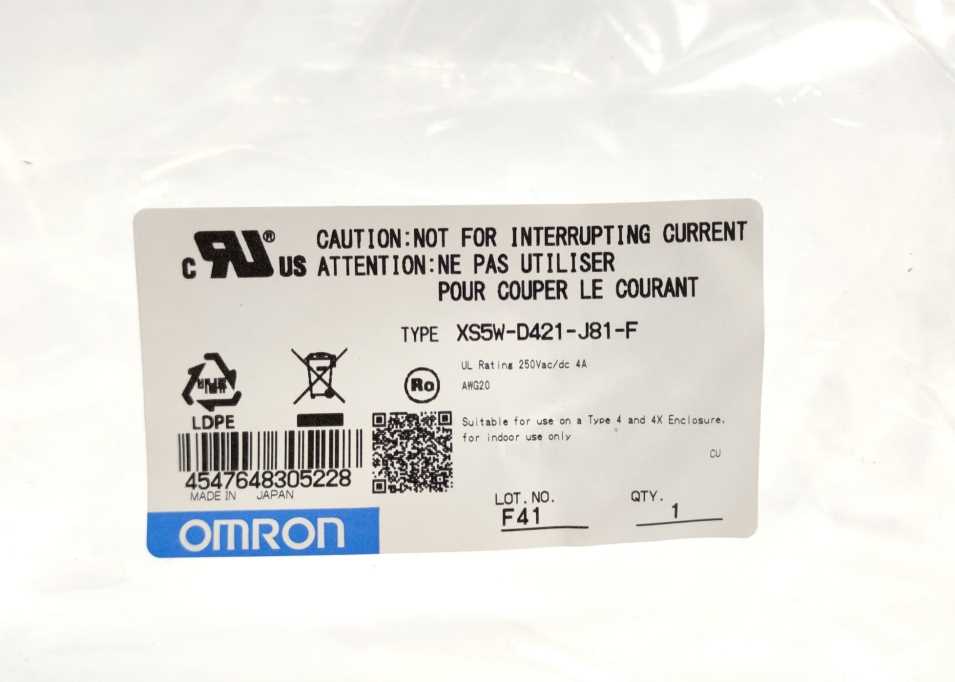 c UR® US
CAUTION:NOT FOR INTERRUPTING CURRENT
ATTENTION:NE PAS UTILISER
POUR COUPER LE COURANT
TYPE XS5W-D421-J81-F
UL Rating 250Vac/dc 4A
AWG20
Ro
LDPE
Suitable for use on a Type 4 and 4X Enclosure,
for indoor use only
CU
4547648305228
MADE IN JAPAN
LOT.NO. QTY.
F41 1
OMRON